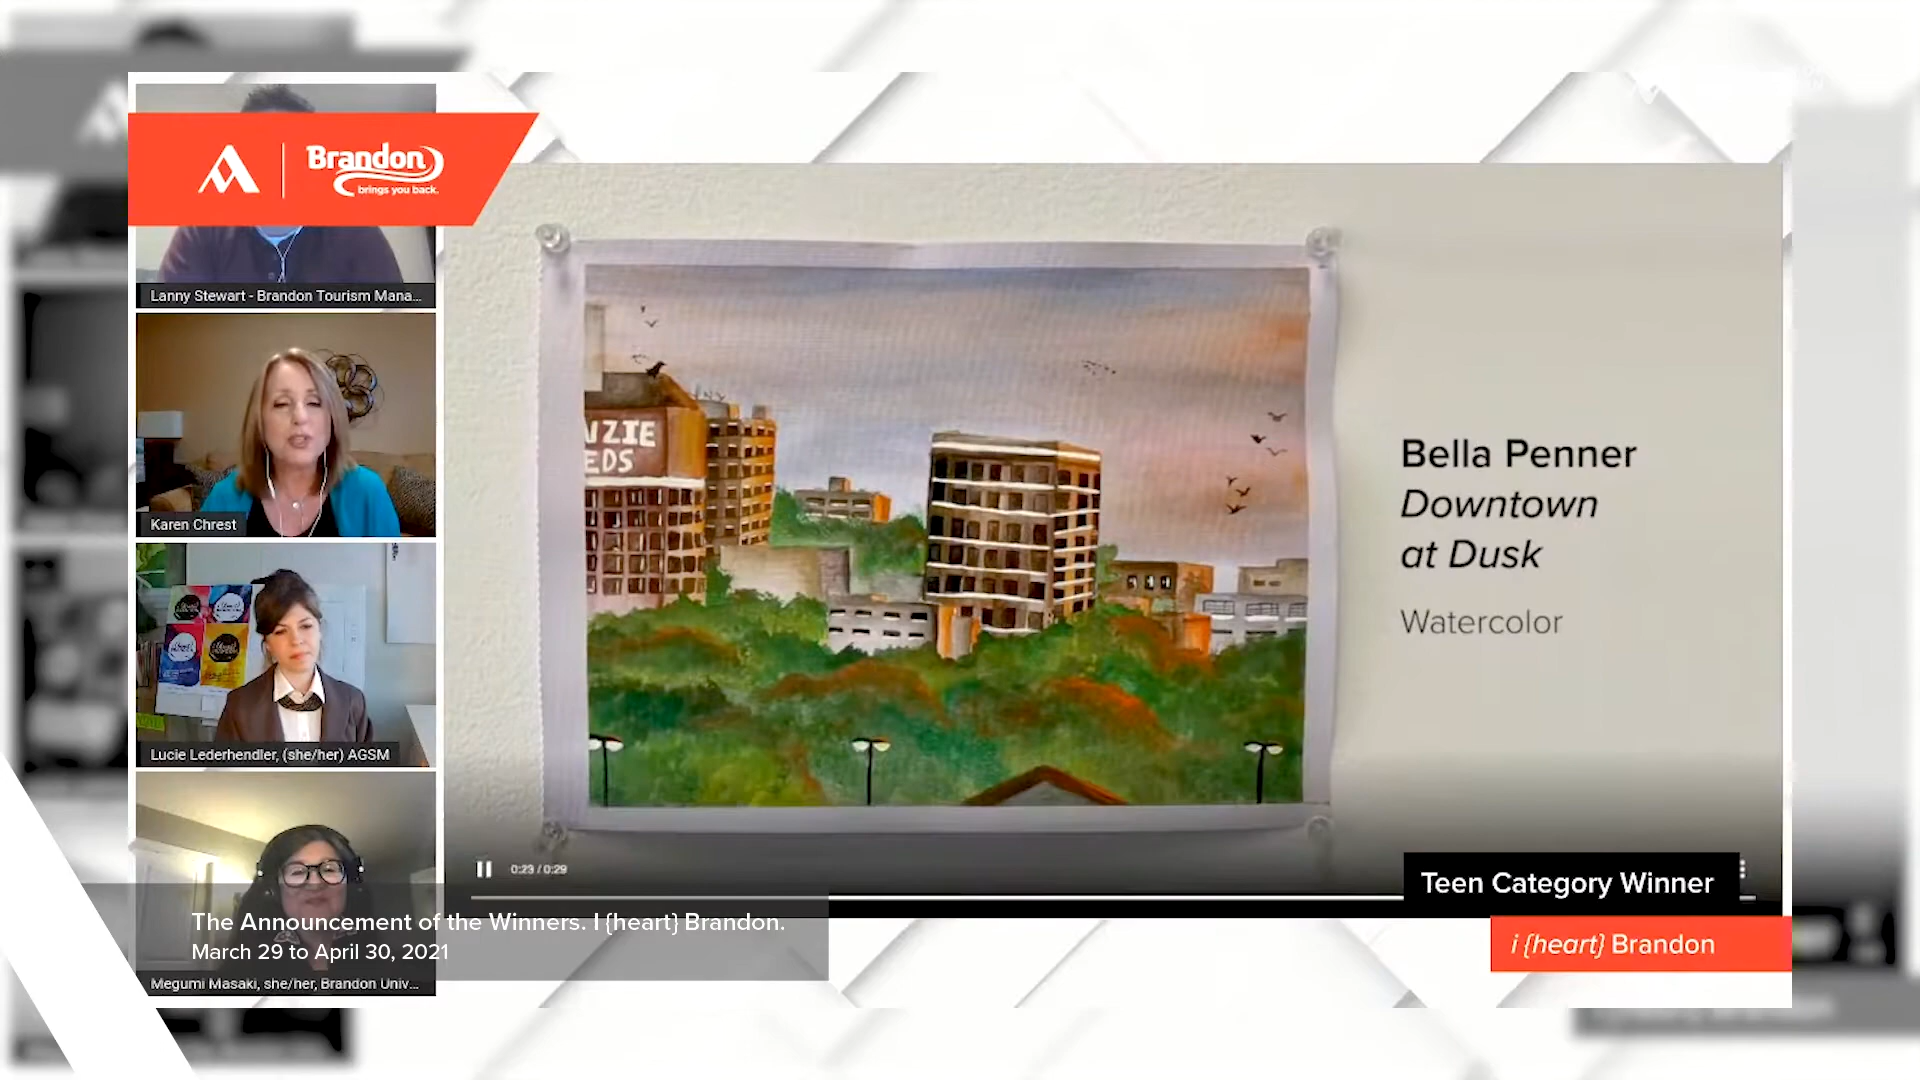 Brandon
brings you back.
Lanny Stewart - Brandon Tourism Mana...
Karen Chrest
Lucie Lederhendler, (she/her) AGSM
Megumi Masaki, she/her, Brandon Univ...
NZIE
EDS
Bella Penner
Downtown
at Dusk
Watercolor
0:23 / 0:29
Teen Category Winner
i {heart} Brandon
The Announcement of the Winners. I {heart} Brandon.
March 29 to April 30, 2021